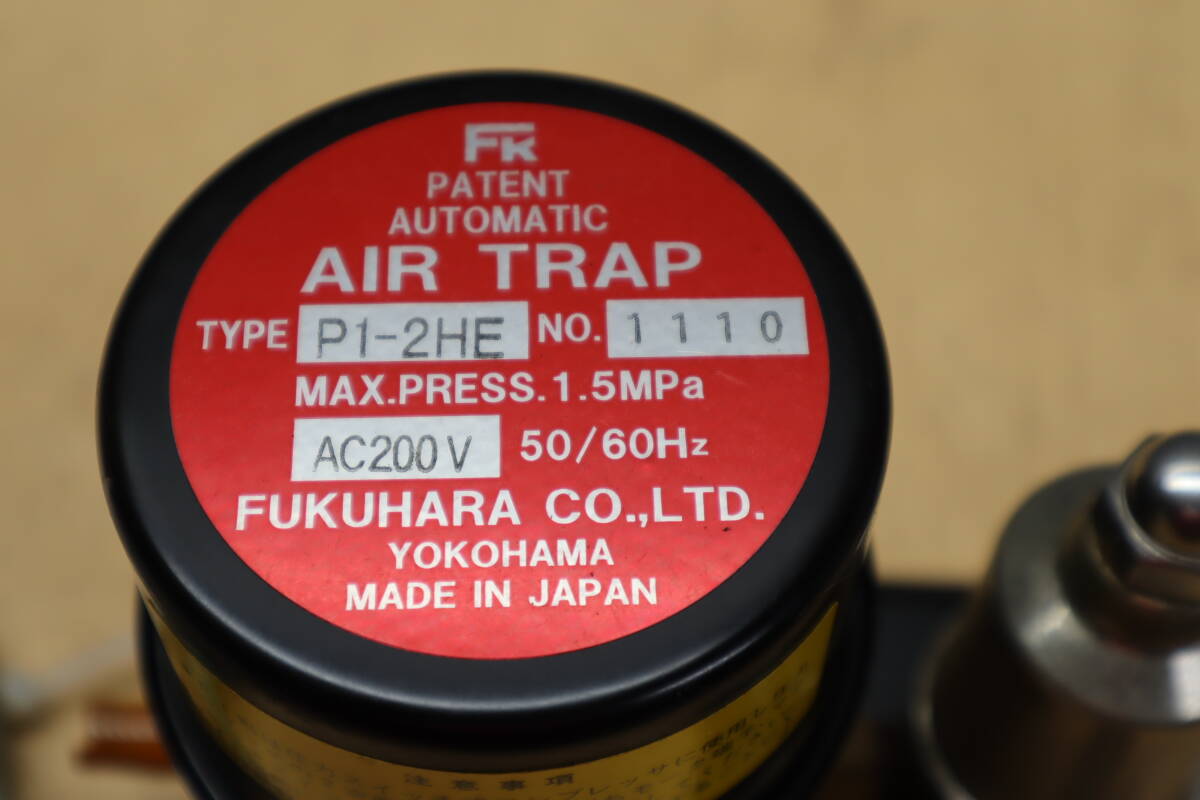 FK
PATENT
AUTOMATIC
AIR TRAP
TYPE P1-2HE NO. 1110
MAX.PRESS.1.5MPa
AC200V 50/60Hz
FUKUHARA CO.,LTD.
YOKOHAMA
MADE IN JAPAN
注意事項